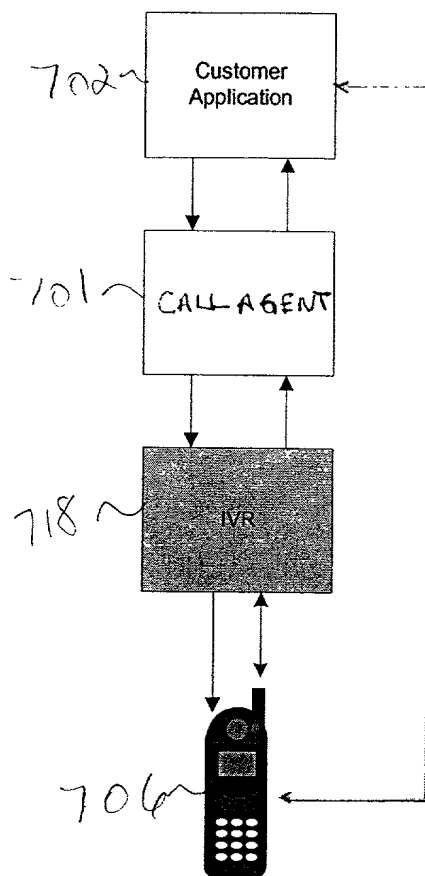 702
Customer
Application
701
CALL AGENT
718
IVR
706